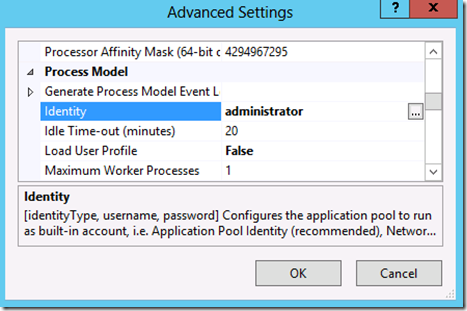 Advanced Settings
?
x
Processor Affinity Mask (64-bit c 4294967295
Process Model
Generate Process Model Event L
Identity administrator ...
Idle Time-out (minutes) 20
Load User Profile False
Maximum Worker Processes 1
Identity
[identityType, username, password] Configures the application pool to run
as built-in account, i.e. Application Pool Identity (recommended), Networ...
OK Cancel